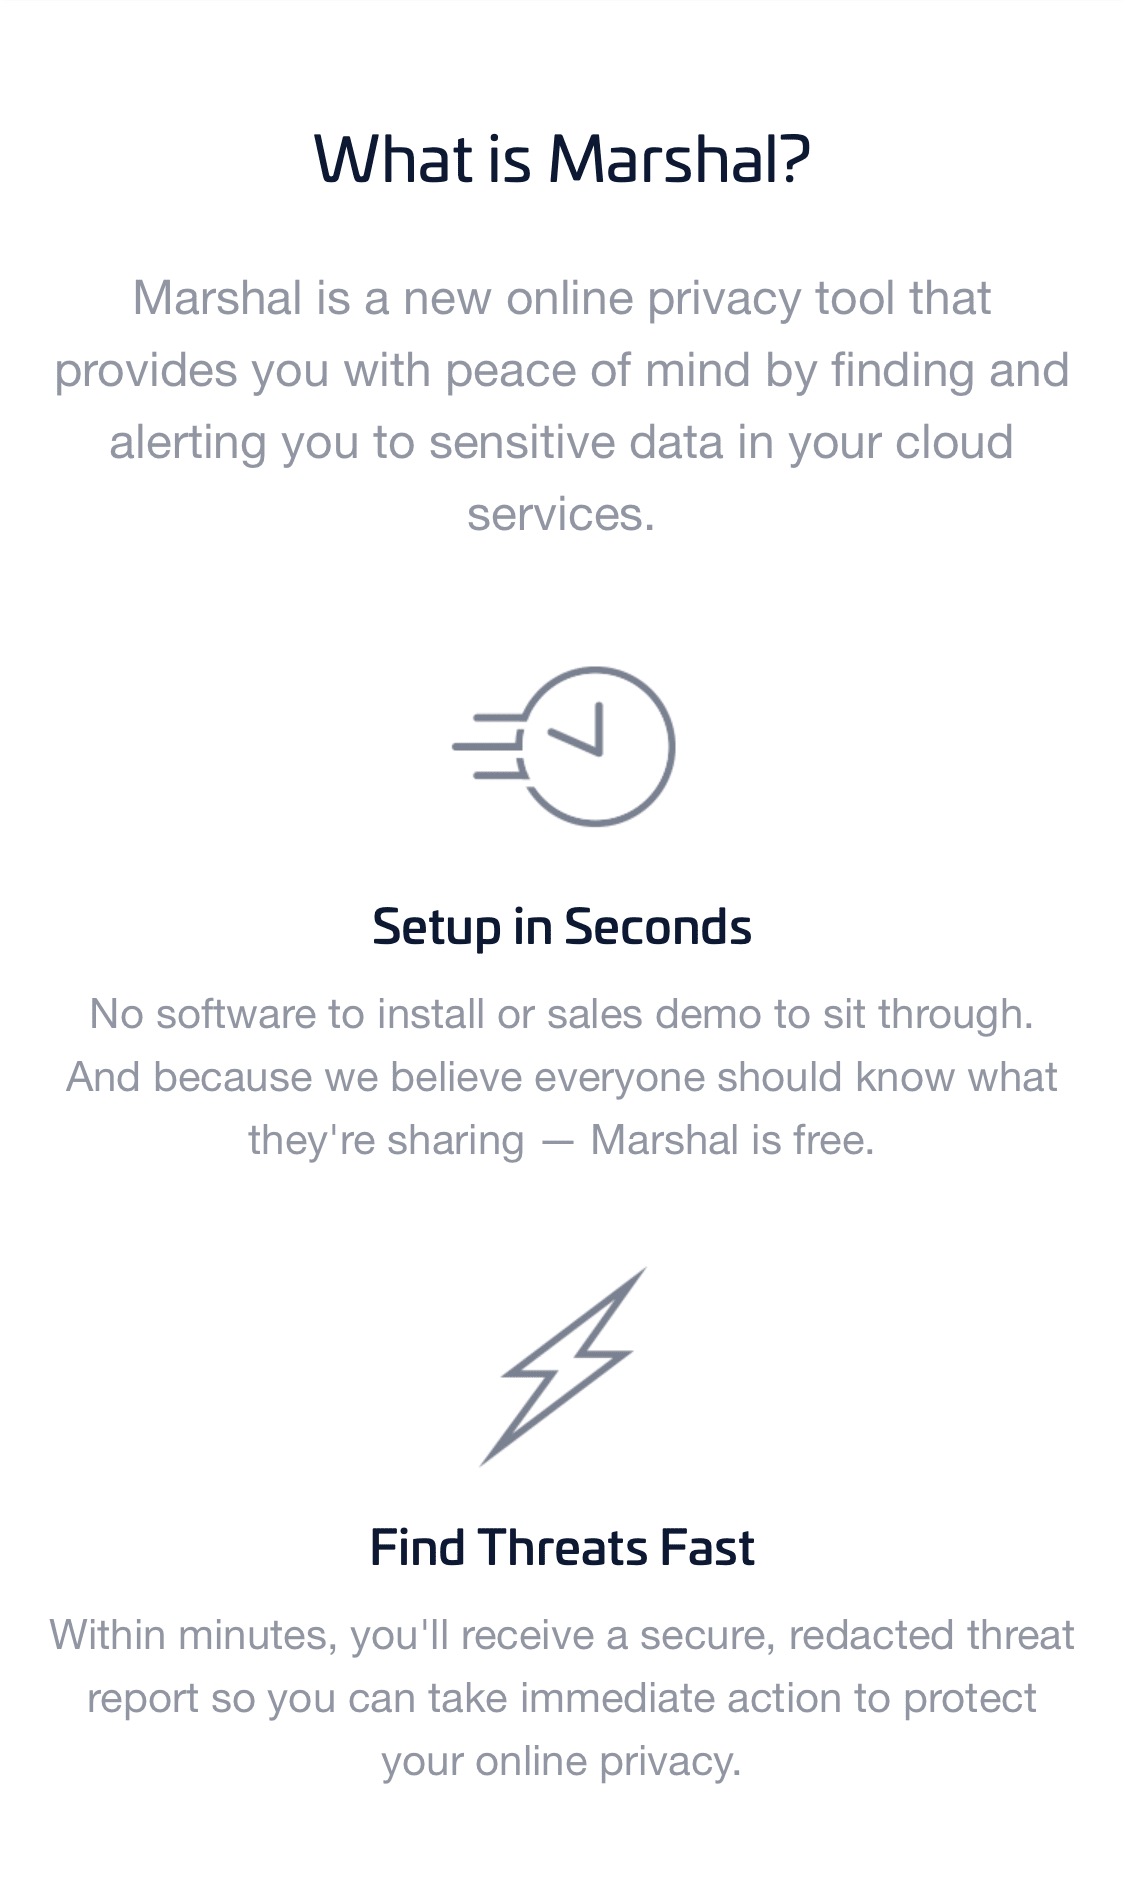 What is Marshal?
Marshal is a new online privacy tool that
provides you with peace of mind by finding and
alerting you to sensitive data in your cloud
services.
Setup in Seconds
No software to install or sales demo to sit through.
And because we believe everyone should know what
they're sharing — Marshal is free.
Find Threats Fast
Within minutes, you'll receive a secure, redacted threat
report so you can take immediate action to protect
your online privacy.